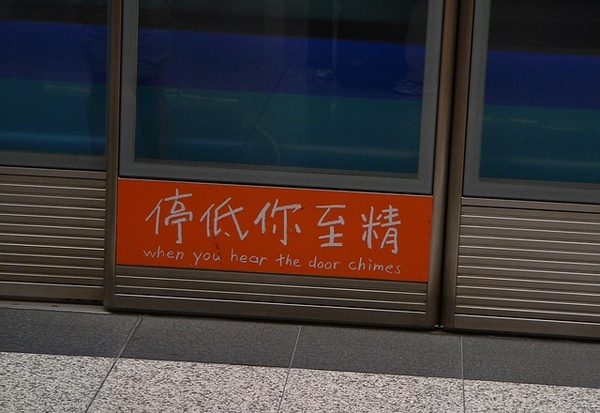 停低你至精
when you hear the door chimes